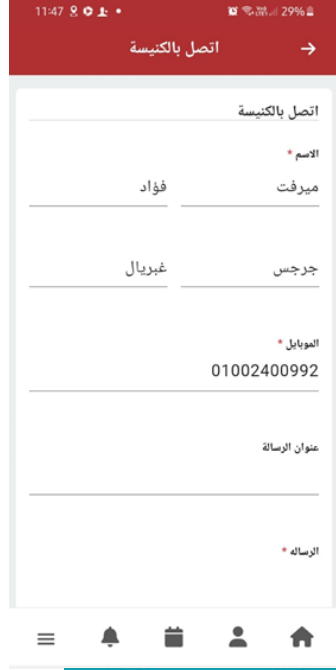 11:47 29%
اتصل بالكنيسة
اتصل بالكنيسة
الاسم *
ميرفت فؤاد
جرجس غبريال
الموبايل *
01002400992
عنوان الرسالة
الرساله *